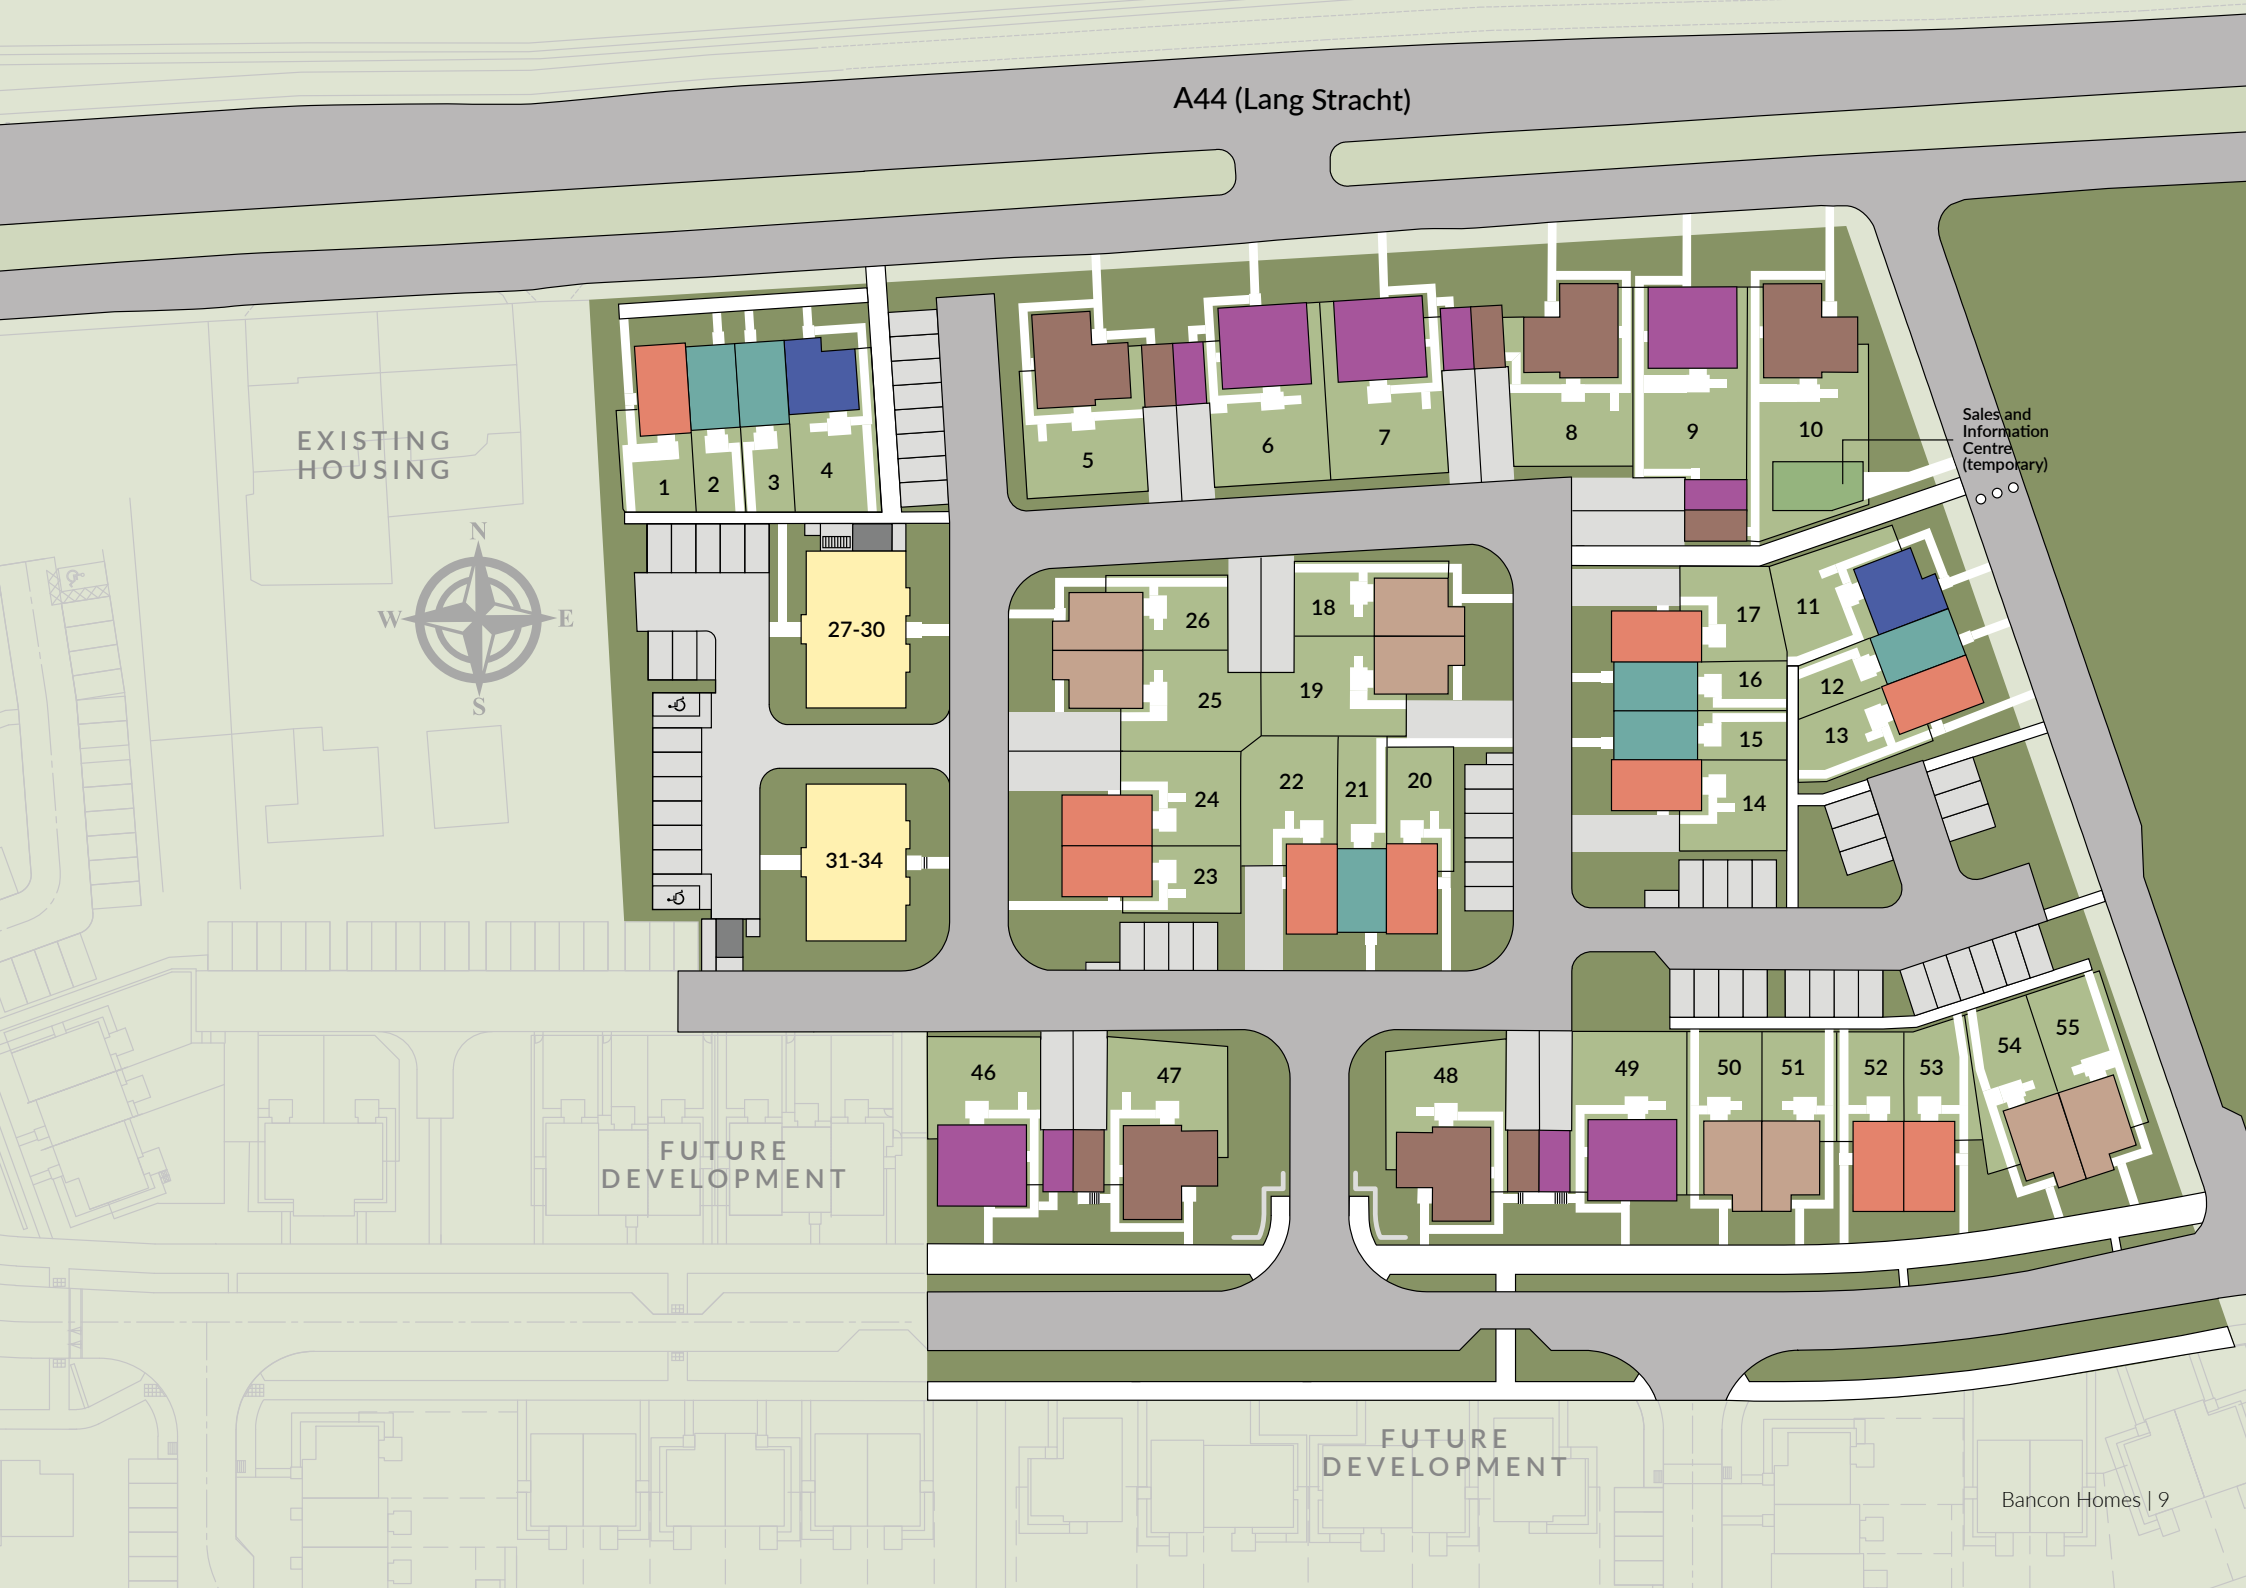 A44 (Lang Stracht)
EXISTING
HOUSING
N
W
E
S
1
2
3
4
5
6
7
8
9
10
Sales and
Information
Centre
(temporary)
27-30
31-34
26
25
18
19
24
23
22
21
20
17
16
15
14
11
12
13
46
47
48
49
50
51
52
53
54
55
FUTURE
DEVELOPMENT
FUTURE
DEVELOPMENT
Bancon Homes | 9